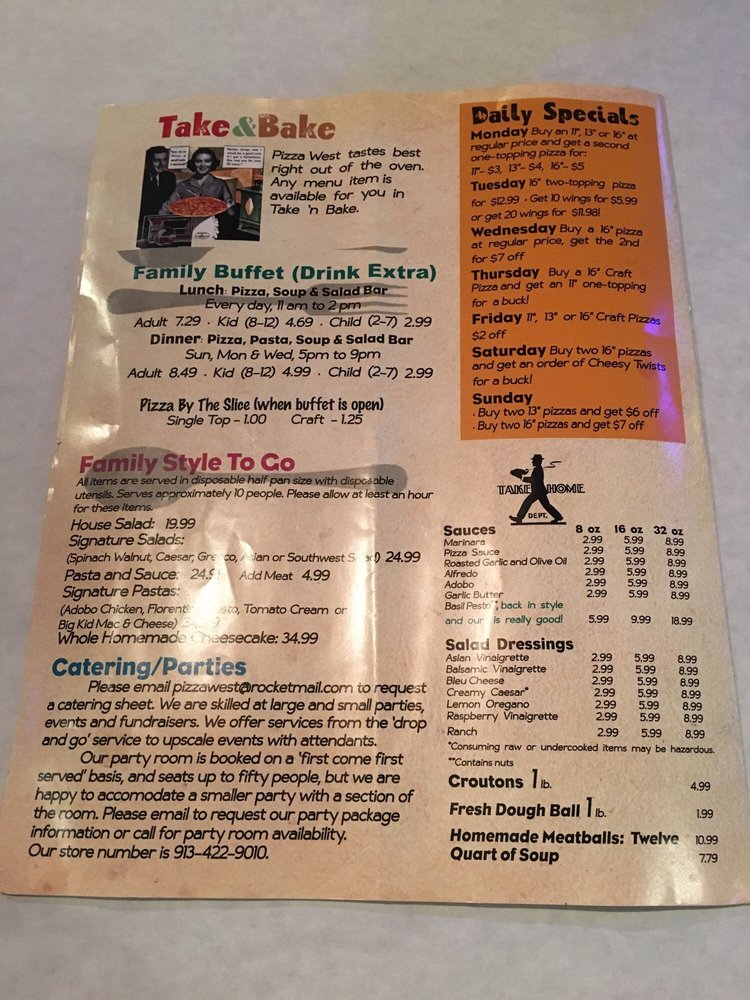 Take&Bake
Pizza West tastes best
right out of the oven.
Any menu item is
available for you in
Take 'n Bake.
Family Buffet (Drink Extra)
Lunch: Pizza, Soup & Salad Bar
Every day, 11 am to 2 pm
Adult 7.29 · Kid (8-12) 4.69 · Child (2-7) 2.99
Dinner: Pizza, Pasta, Soup & Salad Bar
Sun, Mon & Wed, 5pm to 9pm
Adult 8.49 · Kid (8-12) 4.99 · Child (2-7) 2.99
Pizza By The Slice (when buffet is open)
Single Top - 1.00 Craft - 1.25
Family Style To Go
All items are served in disposable half pan size with disposable
utensils. Serves approximately 10 people. Please allow at least an hour
for these items.
House Salad: 19.99
Signature Salads:
(Spinach Walnut, Caesar, Greco, Asian or Southwest Salad) 24.99
Pasta and Sauce: 24.99 Add Meat 4.99
Signature Pastas:
(Adobo Chicken, Tomato Cream or
Big Kid Mac & Cheese)
Whole Homemade Cheesecake: 34.99
Catering/Parties
Please email pizzawest@rocketmail.com to request
a catering sheet. We are skilled at large and small parties,
events and fundraisers. We offer services from the 'drop
and go' service to upscale events with attendants.
Our party room is booked on a 'first come first
served' basis, and seats up to fifty people, but we are
happy to accomodate a smaller party with a section of
the room. Please email to request our party package
information or call for party room availability.
Our store number is 913-422-9010.
Daily Specials
Monday Buy an 11", 13" or 16" at
regular price and get a second
one-topping pizza for:
11"- $3, 13"- $4, 16"- $5
Tuesday 16" two-topping pizza
for $12.99 · Get 10 wings for $5.99
or get 20 wings for $11.98!
Wednesday Buy a 16" pizza
at regular price, get the 2nd
for $7 off
Thursday Buy a 16" Craft
Pizza and get an 11" one-topping
for a buck!
Friday 11", 13" or 16" Craft Pizzas
$2 off
Saturday Buy two 16" pizzas
and get an order of Cheesy Twists
for a buck!
Sunday
· Buy two 13" pizzas and get $6 off
· Buy two 16" pizzas and get $7 off
TAKE HOME
DEPT.
Sauces 8 oz 16 oz 32 oz
Marinara 2.99 5.99 8.99
Pizza Sauce 2.99 5.99 8.99
Roasted Garlic and Olive Oil 2.99 5.99 8.99
Alfredo 2.99 5.99 8.99
Adobo 2.99 5.99 8.99
Garlic Butter 2.99 5.99 8.99
Basil Pesto**, back in style
and our is really good! 5.99 9.99 18.99
Salad Dressings
Asian Vinaigrette 2.99 5.99 8.99
Balsamic Vinaigrette 2.99 5.99 8.99
Bleu Cheese 2.99 5.99 8.99
Creamy Caesar* 2.99 5.99 8.99
Lemon Oregano 2.99 5.99 8.99
Raspberry Vinaigrette 2.99 5.99 8.99
Ranch 2.99 5.99 8.99
*Consuming raw or undercooked items may be hazardous.
**Contains nuts
Croutons 1 lb. 4.99
Fresh Dough Ball 1 lb. 1.99
Homemade Meatballs: Twelve 10.99
Quart of Soup 7.79